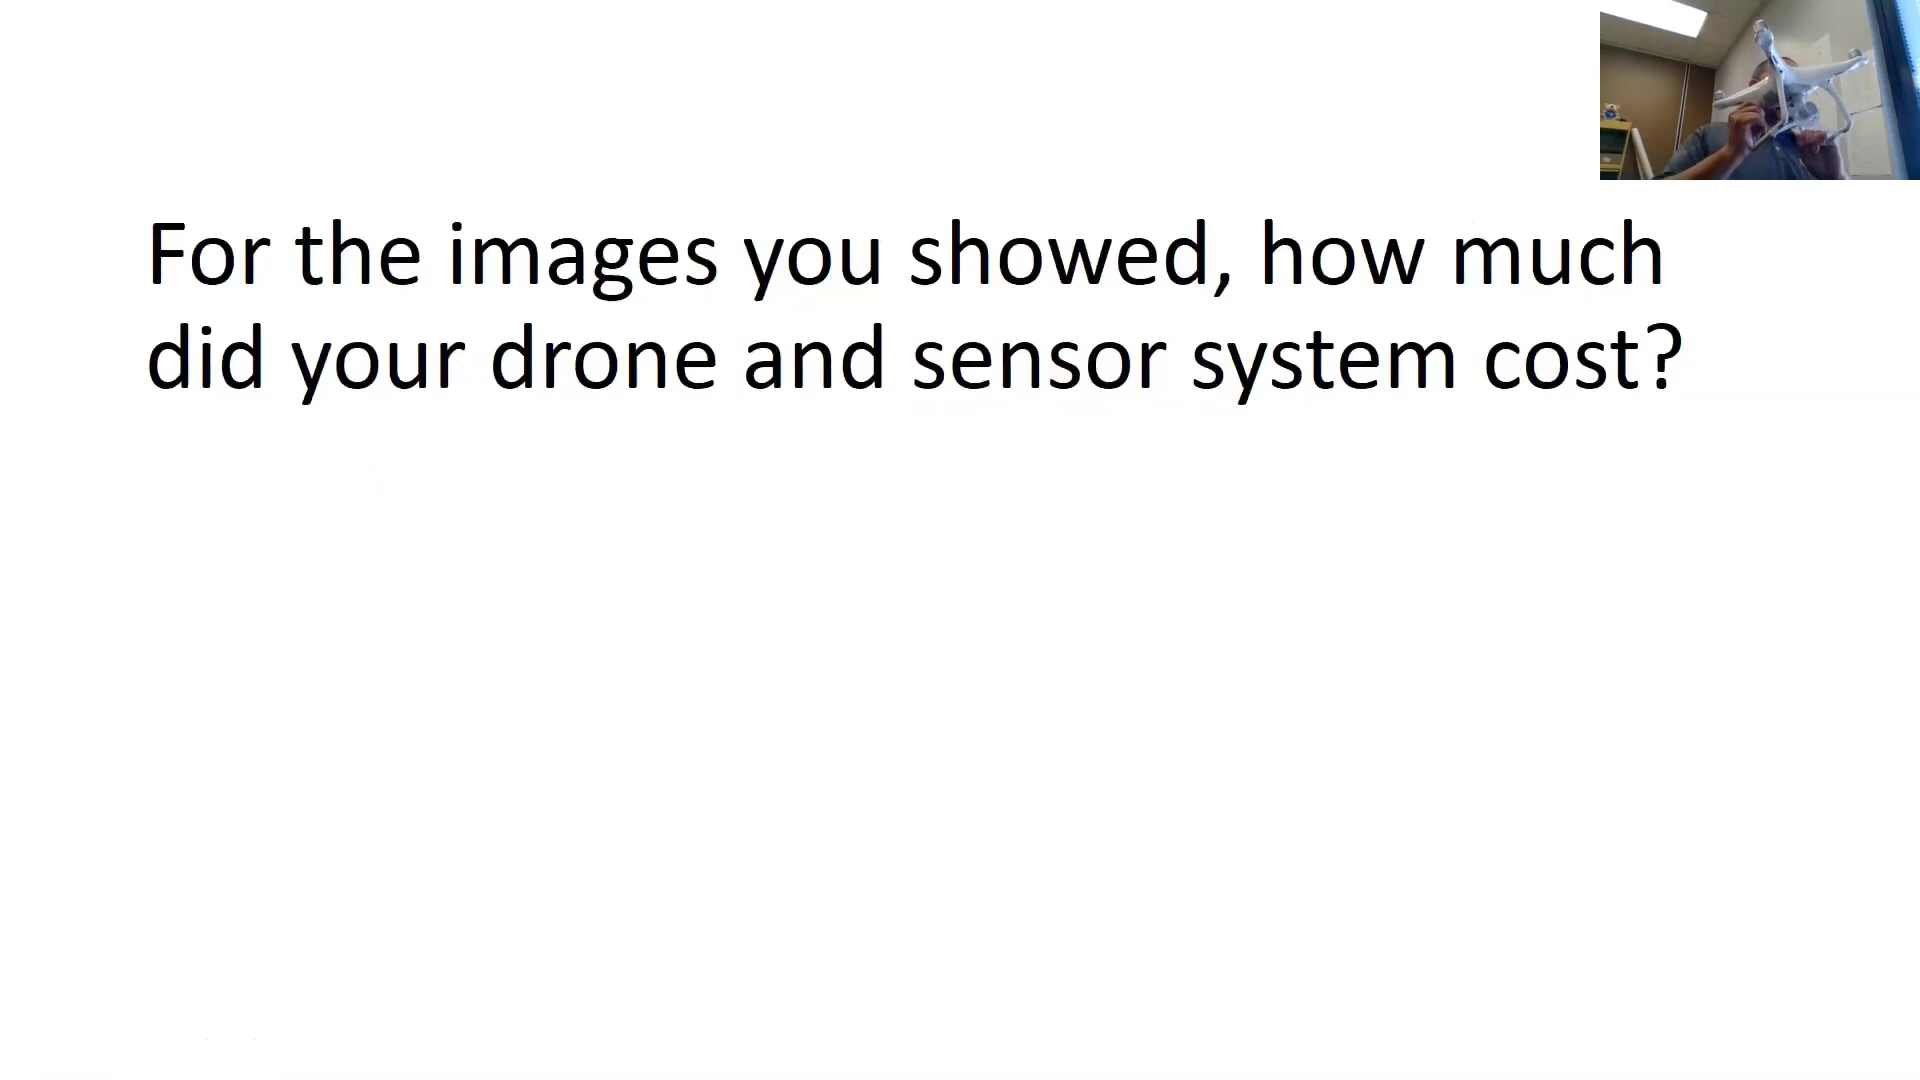 For the images you showed, how much
did your drone and sensor system cost?